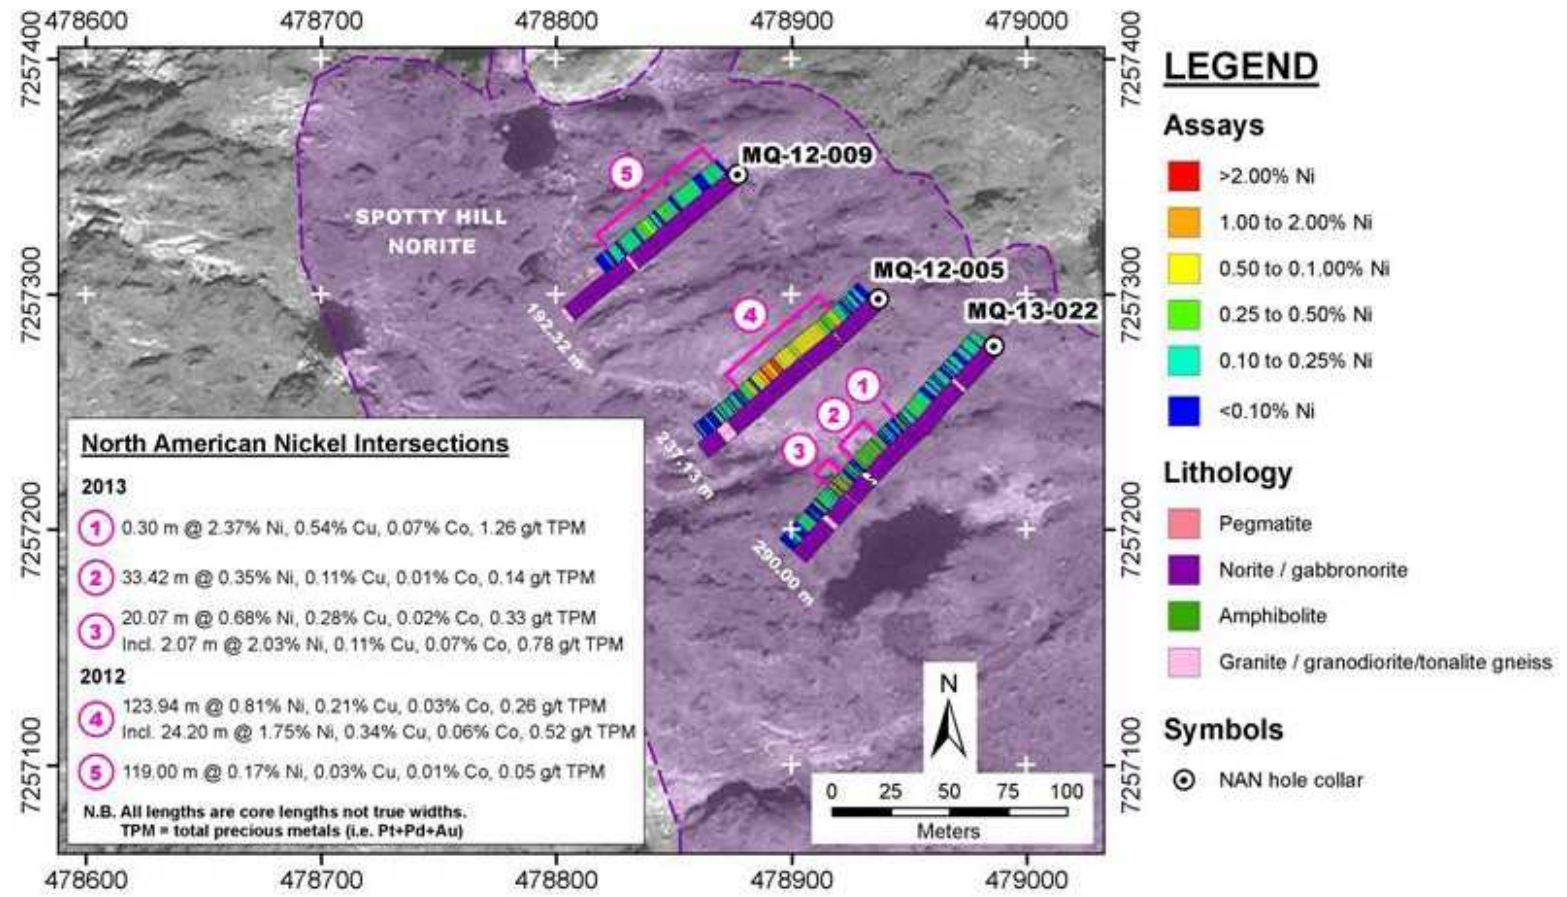 478600 478700 478800 478900 479000
7257400
7257300
7257200
7257100
7257400
7257300
7257200
7257100
MQ-12-009
5
SPOTTY HILL
NORITE
MQ-12-005
MQ-13-022
4
192.32 m
1
2
3
237.13 m
290.00 m
North American Nickel Intersections
2013
1 0.30 m @ 2.37% Ni, 0.54% Cu, 0.07% Co, 1.26 g/t TPM
2 33.42 m @ 0.35% Ni, 0.11% Cu, 0.01% Co, 0.14 g/t TPM
3 20.07 m @ 0.68% Ni, 0.28% Cu, 0.02% Co, 0.33 g/t TPM
Incl. 2.07 m @ 2.03% Ni, 0.11% Cu, 0.07% Co, 0.78 g/t TPM
2012
4 123.94 m @ 0.81% Ni, 0.21% Cu, 0.03% Co, 0.26 g/t TPM
Incl. 24.20 m @ 1.75% Ni, 0.34% Cu, 0.06% Co, 0.52 g/t TPM
5 119.00 m @ 0.17% Ni, 0.03% Cu, 0.01% Co, 0.05 g/t TPM
N.B. All lengths are core lengths not true widths.
TPM = total precious metals (i.e. Pt+Pd+Au)
N
0 25 50 75 100
Meters
478600 478700 478800 478900 479000
LEGEND
Assays
>2.00% Ni
1.00 to 2.00% Ni
0.50 to 0.1.00% Ni
0.25 to 0.50% Ni
0.10 to 0.25% Ni
<0.10% Ni
Lithology
Pegmatite
Norite / gabbronorite
Amphibolite
Granite / granodiorite/tonalite gneiss
Symbols
NAN hole collar